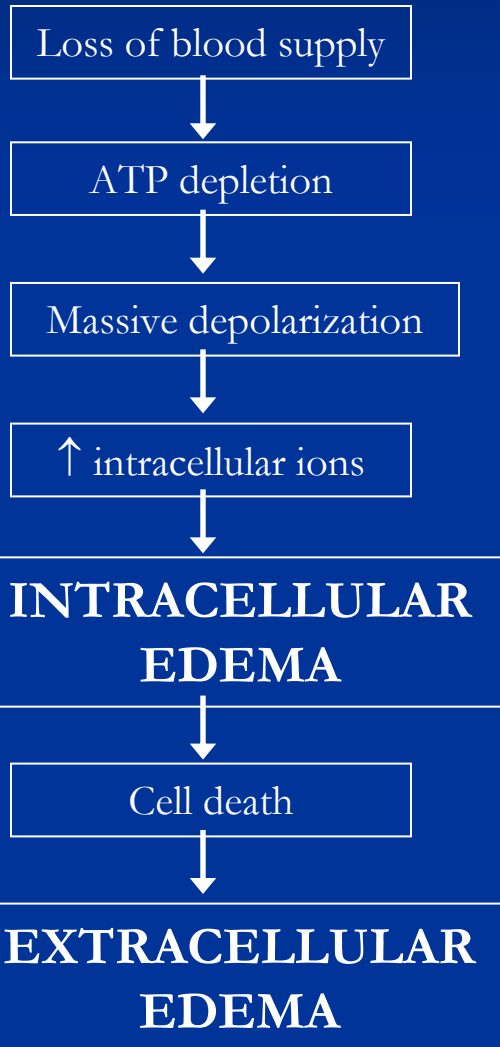 Loss of blood supply
ATP depletion
Massive depolarization
↑ intracellular ions
INTRACELLULAR
EDEMA
Cell death
EXTRACELLULAR
EDEMA